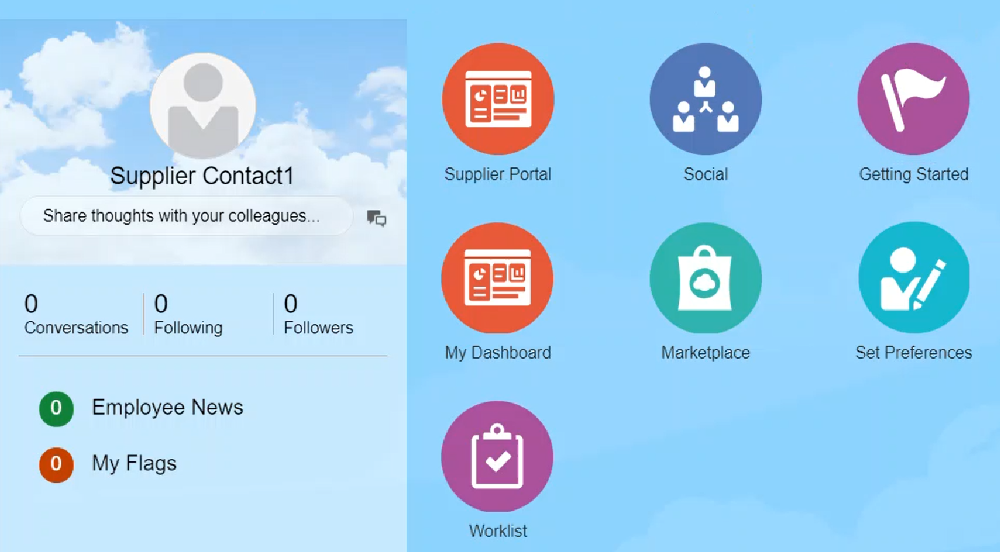 Supplier Contact1
Share thoughts with your colleagues...
0
Conversations
0
Following
0
Followers
0 Employee News
0 My Flags
Supplier Portal
Social
Getting Started
My Dashboard
Marketplace
Set Preferences
Worklist